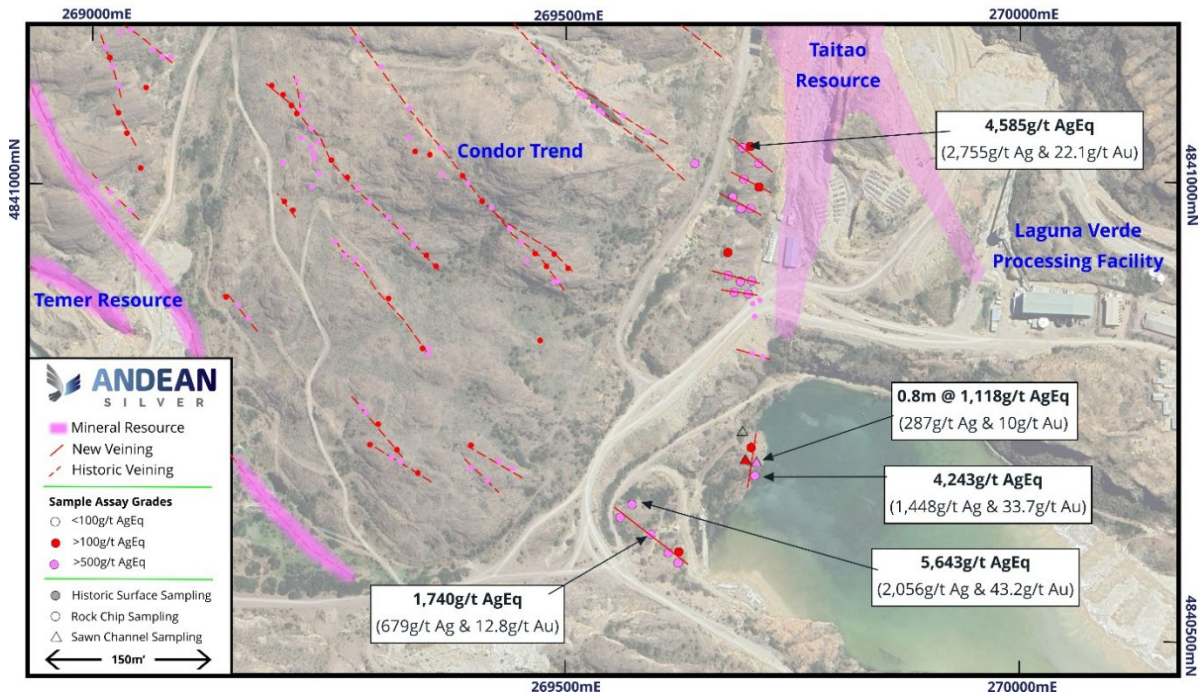 269000mE
269500mE
270000mE
4841000mN
4841000mN
4840500mN
269500mE
270000mE
Taitao
Resource
Condor Trend
Laguna Verde
Processing Facility
Temer Resource
4,585g/t AgEq
(2,755g/t Ag & 22.1g/t Au)
0.8m @ 1,118g/t AgEq
(287g/t Ag & 10g/t Au)
4,243g/t AgEq
(1,448g/t Ag & 33.7g/t Au)
5,643g/t AgEq
(2,056g/t Ag & 43.2g/t Au)
1,740g/t AgEq
(679g/t Ag & 12.8g/t Au)
ANDEAN
SILVER
Mineral Resource
New Veining
Historic Veining
Sample Assay Grades
<100g/t AgEq
>100g/t AgEq
>500g/t AgEq
Historic Surface Sampling
Rock Chip Sampling
Sawn Channel Sampling
150m'